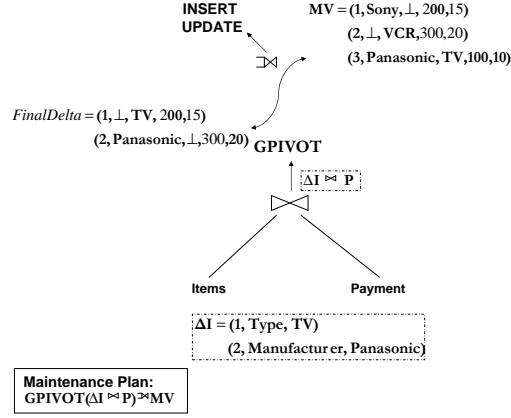 INSERT
UPDATE
MV = (1, Sony, ⊥, 200,15)
(2, ⊥, VCR,300,20)
(3, Panasonic, TV,100,10)
FinalDelta = (1, ⊥, TV, 200,15)
(2, Panasonic, ⊥,300,20)
GPIVOT
ΔI ⋈ P
Items
Payment
ΔI = (1, Type, TV)
(2, Manufacturer, Panasonic)
Maintenance Plan:
GPIVOT(ΔI ⋈ P)⟕MV